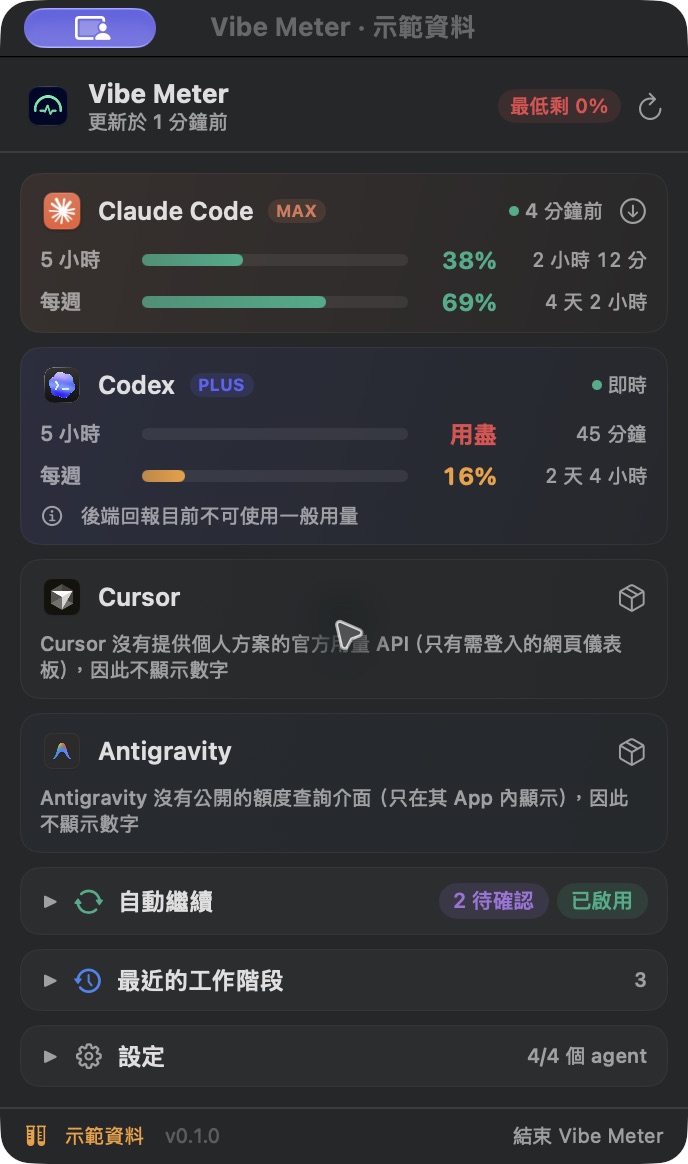 Vibe Meter · 示範資料
Vibe Meter
更新於 1 分鐘前
最低剩 0%
Claude Code MAX
4 分鐘前
5 小時 38% 2 小時 12 分
每週 69% 4 天 2 小時
Codex PLUS
即時
5 小時 用盡 45 分鐘
每週 16% 2 天 4 小時
後端回報目前不可使用一般用量
Cursor
Cursor 沒有提供個人方案的官方用量 API（只有需登入的網頁儀表
板），因此不顯示數字
Antigravity
Antigravity 沒有公開的額度查詢介面（只在其 App 內顯示），因此
不顯示數字
自動繼續 2 待確認 已啟用
最近的工作階段 3
設定 4/4 個 agent
示範資料 v0.1.0 結束 Vibe Meter